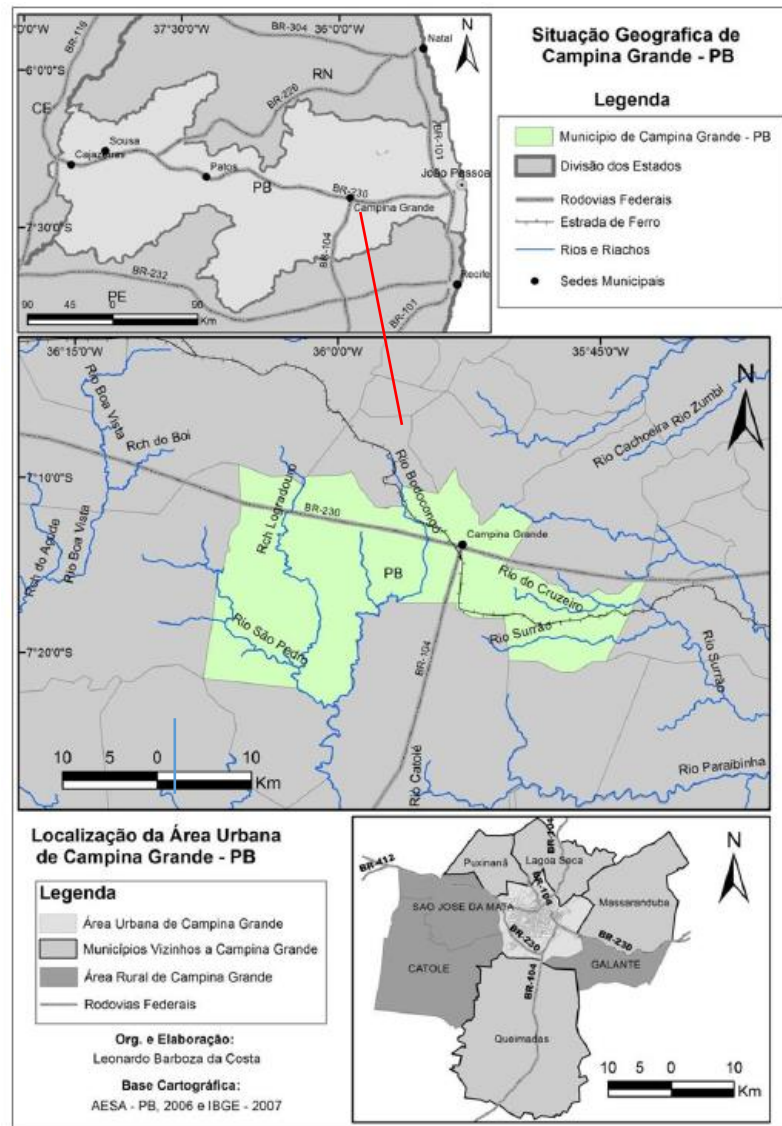 37°30'0"W
36°0'0"W
BR-116
BR-304
Natal
6°0'0"S
RN
CE
BR-226
BR-101
Sousa
Cajazeiras
Patos
PB
João Pessoa
BR-230
Campina Grande
7°30'0"S
BR-104
BR-232
PE
Recife
BR-101
90 45 0 90
Km
N
Situação Geografica de
Campina Grande - PB
Legenda
Município de Campina Grande - PB
Divisão dos Estados
Rodovias Federais
Estrada de Ferro
Rios e Riachos
Sedes Municipais
36°15'0"W
36°0'0"W
35°45'0"W
N
Rio Boa Vista
Rch do Boi
Rio Cachoeira
Rio Zumbi
7°10'0"S
Rch Logradouro
Rio Bodocongo
BR-230
Campina Grande
Rch do Açude
Rio Boa Vista
PB
Rio do Cruzeiro
Rio São Pedro
Rio Surrão
Rio Surrão
7°20'0"S
BR-104
Rio Catolé
Rio Paraibinha
10 5 0 10
Km
Localização da Área Urbana
de Campina Grande - PB
Legenda
Área Urbana de Campina Grande
Municípios Vizinhos a Campina Grande
Área Rural de Campina Grande
Rodovias Federais
Org. e Elaboração:
Leonardo Barboza da Costa
Base Cartográfica:
AESA - PB, 2006 e IBGE - 2007
BR-104
N
Puxinanã
Lagoa Seca
BR-412
BR-104
Massaranduba
SAO JOSE DA MATA
BR-230
BR-230
CATOLE
GALANTE
BR-104
Queimadas
10 5 0 10
Km